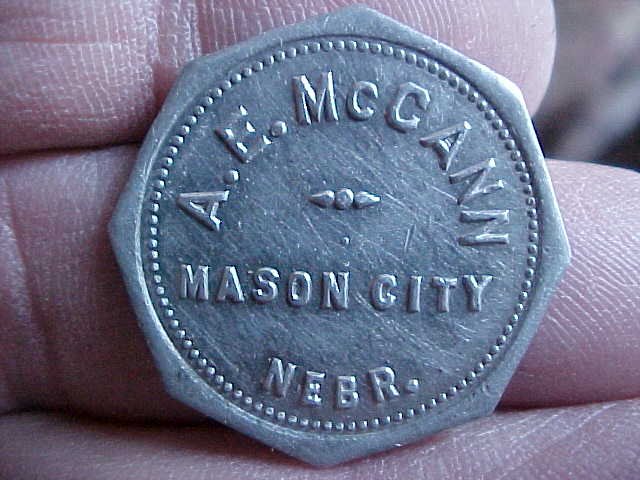 A. E. McCANN
MASON CITY
NEBR.